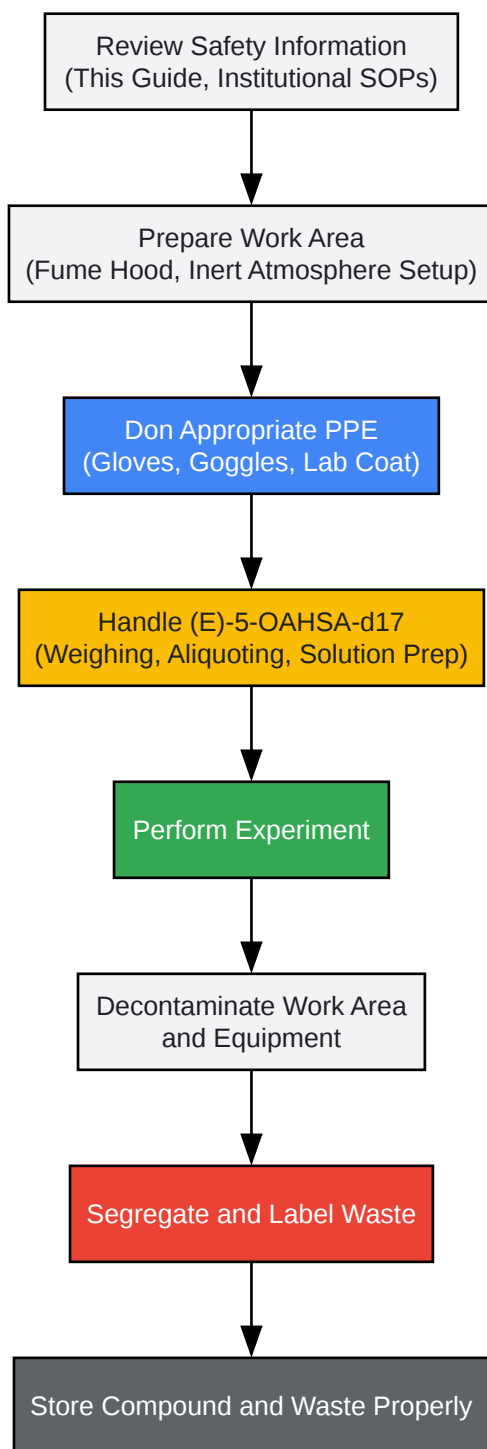 Review Safety Information
(This Guide, Institutional SOPs)
Prepare Work Area
(Fume Hood, Inert Atmosphere Setup)
Don Appropriate PPE
(Gloves, Goggles, Lab Coat)
Handle (E)-5-OAHSA-d17
(Weighing, Aliquoting, Solution Prep)
Perform Experiment
Decontaminate Work Area
and Equipment
Segregate and Label Waste
Store Compound and Waste Properly